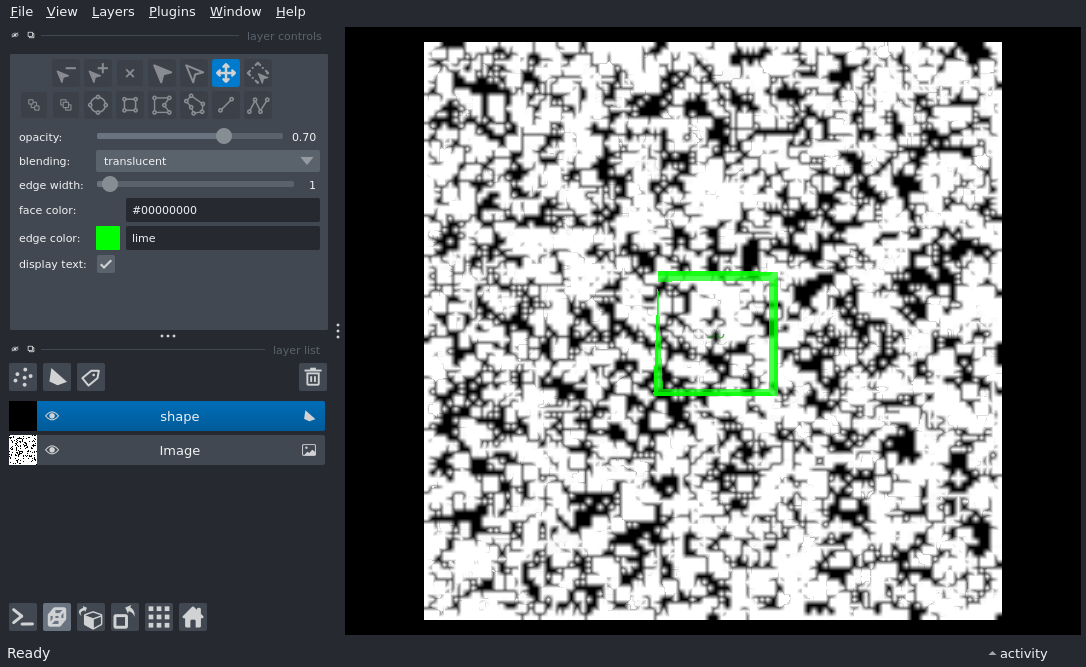 File View Layers Plugins Window Help
layer controls
opacity: 0.70
blending: translucent
edge width: 1
face color: #00000000
edge color: lime
display text:
layer list
shape
Image
Ready
activity